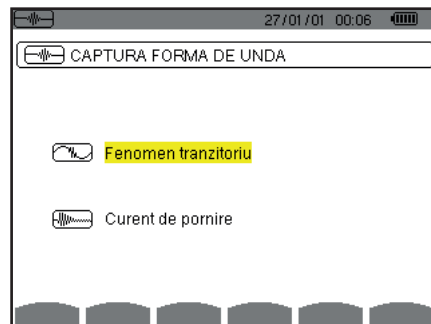 27/01/01 00:06
CAPTURA FORMA DE UNDA
Fenomen tranzitoriu
Curent de pornire